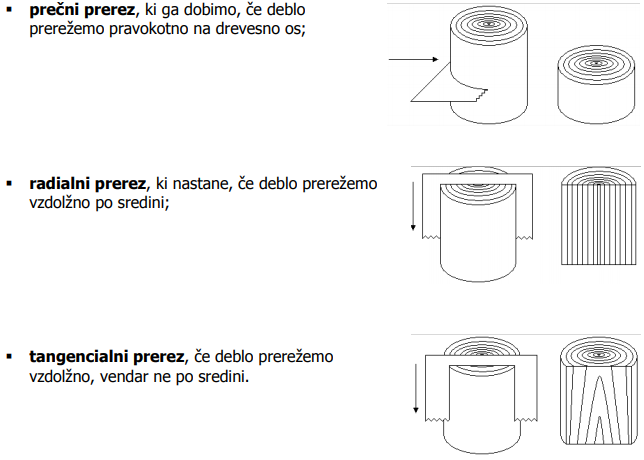 ▪ prečni prerez, ki ga dobimo, če deblo
prerežemo pravokotno na drevesno os;
▪ radialni prerez, ki nastane, če deblo prerežemo
vzdolžno po sredini;
▪ tangencialni prerez, če deblo prerežemo
vzdolžno, vendar ne po sredini.